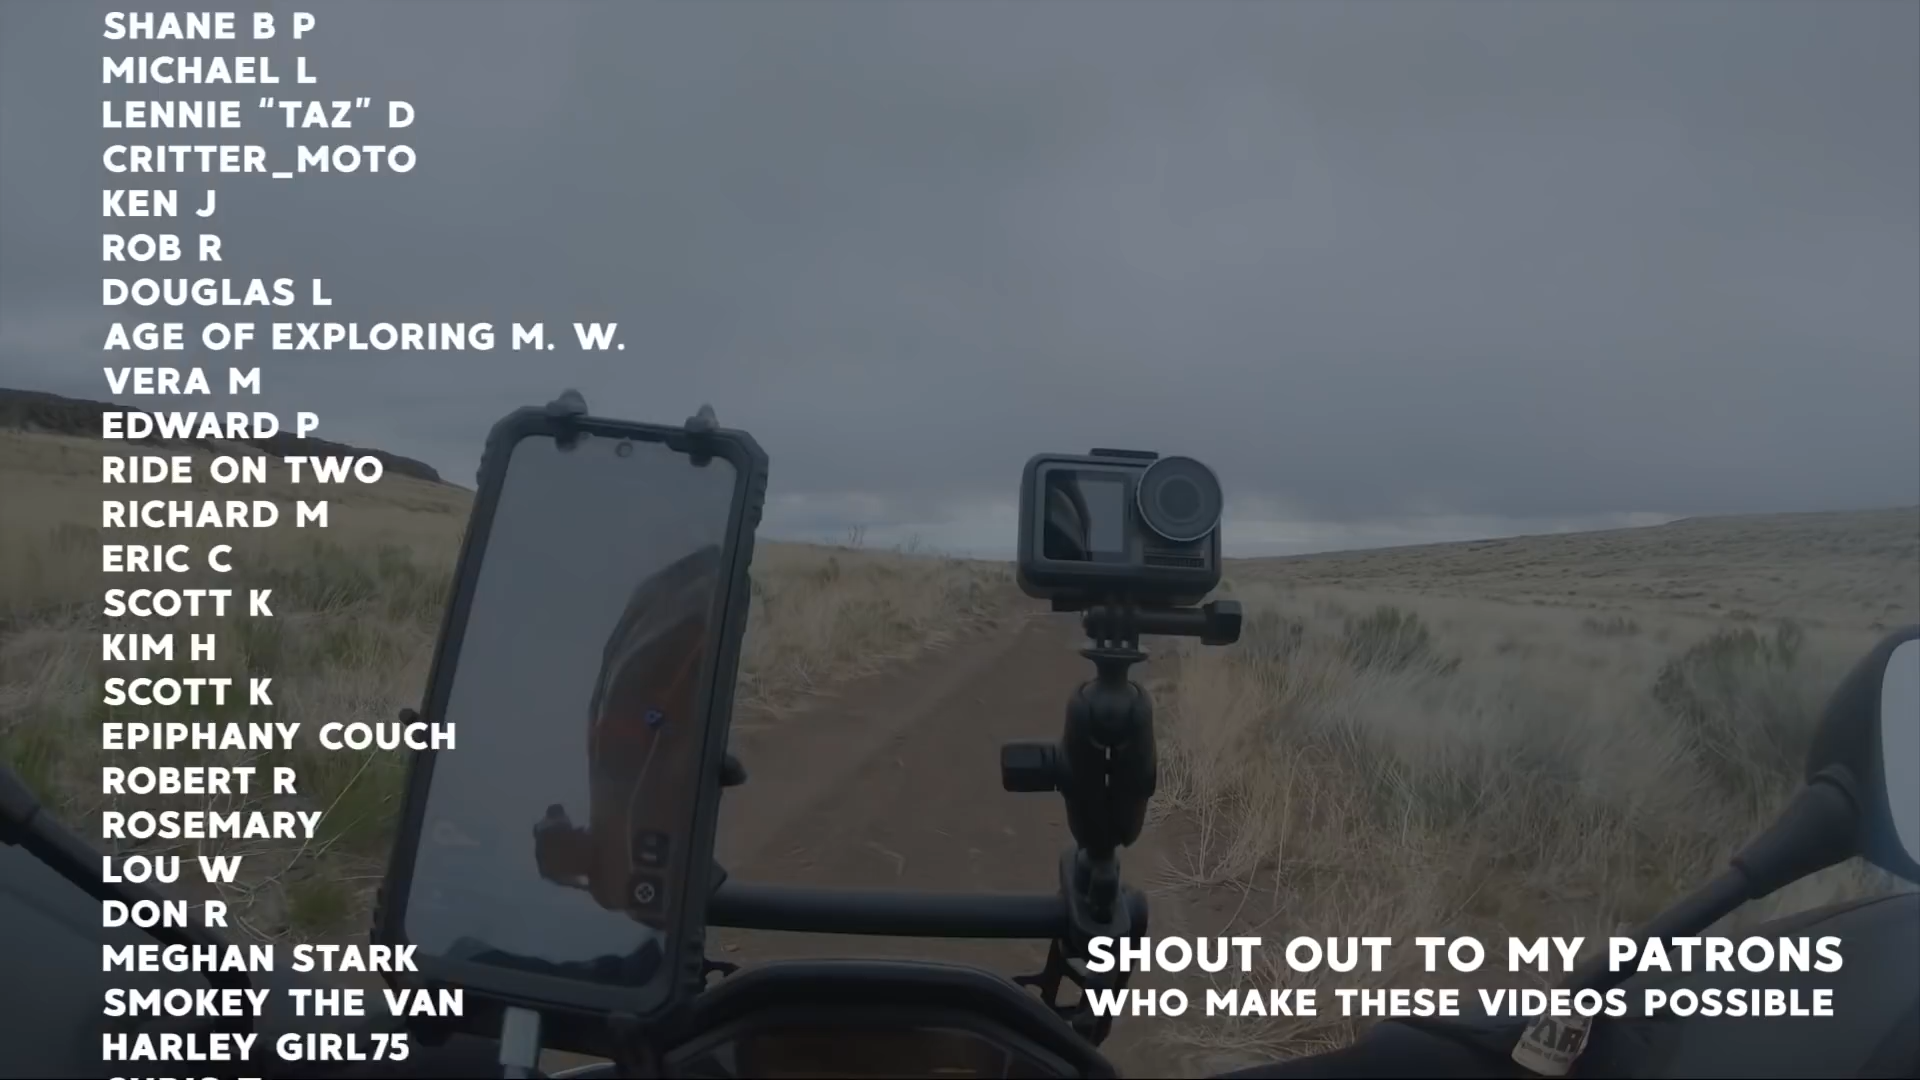 SHANE B P
MICHAEL L
LENNIE “TAZ” D
CRITTER_MOTO
KEN J
ROB R
DOUGLAS L
AGE OF EXPLORING M. W.
VERA M
EDWARD P
RIDE ON TWO
RICHARD M
ERIC C
SCOTT K
KIM H
SCOTT K
EPIPHANY COUCH
ROBERT R
ROSEMARY
LOU W
DON R
MEGHAN STARK
SMOKEY THE VAN
HARLEY GIRL75
SHOUT OUT TO MY PATRONS
WHO MAKE THESE VIDEOS POSSIBLE